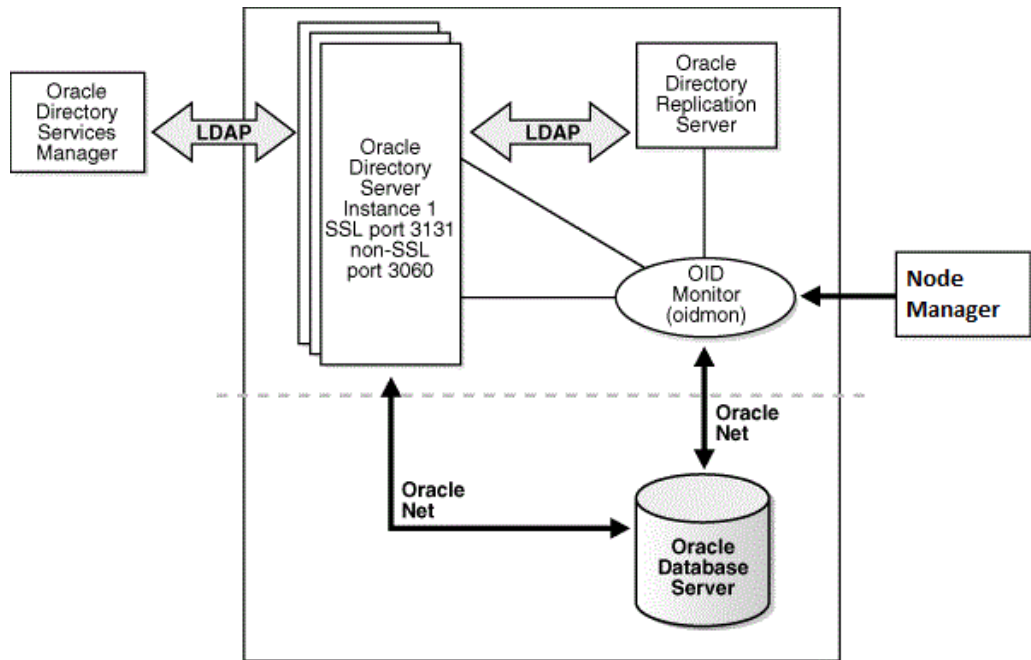 Oracle
Directory
Services
Manager
LDAP
Oracle
Directory
Server
Instance 1
SSL port 3131
non-SSL
port 3060
LDAP
Oracle
Directory
Replication
Server
OID
Monitor
(oidmon)
Node
Manager
Oracle
Net
Oracle
Net
Oracle
Database
Server